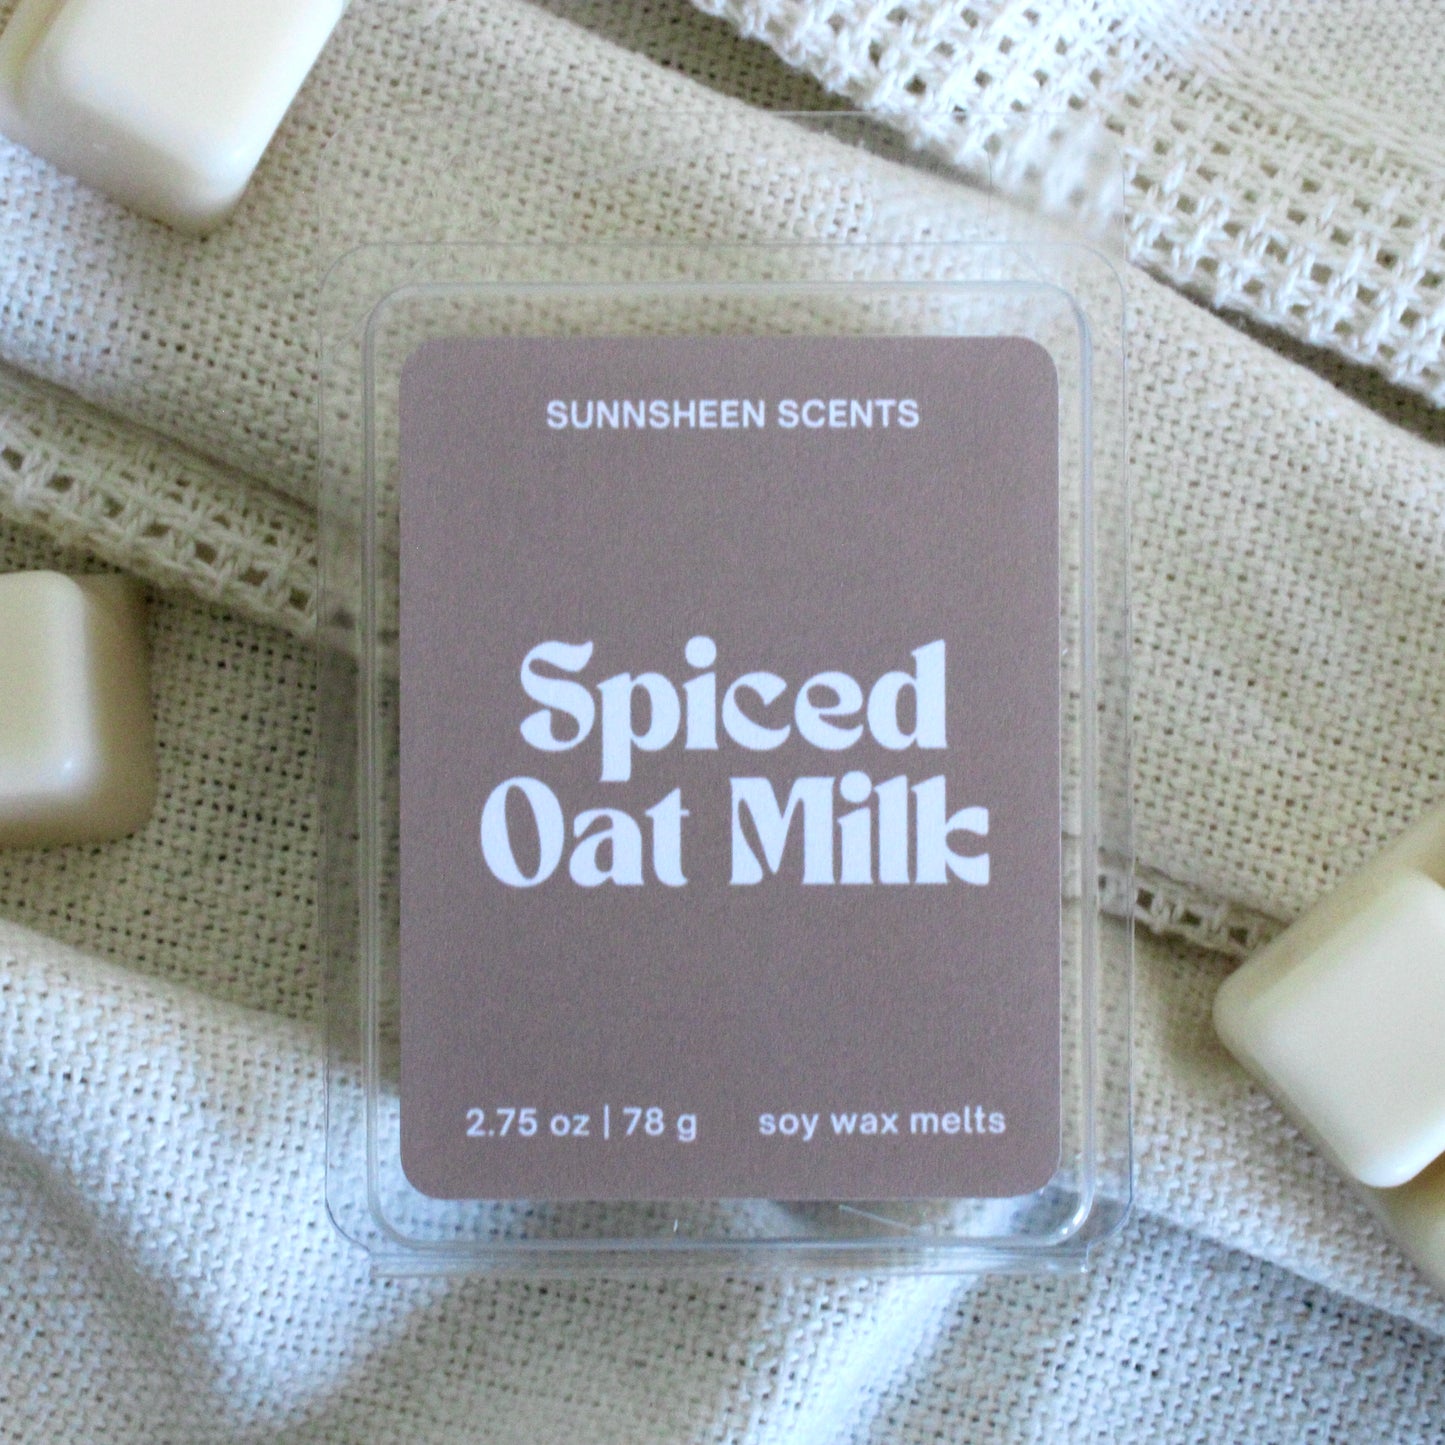 SUNNSHEEN SCENTS
Spiced
Oat Milk
2.75 oz | 78 g soy wax melts